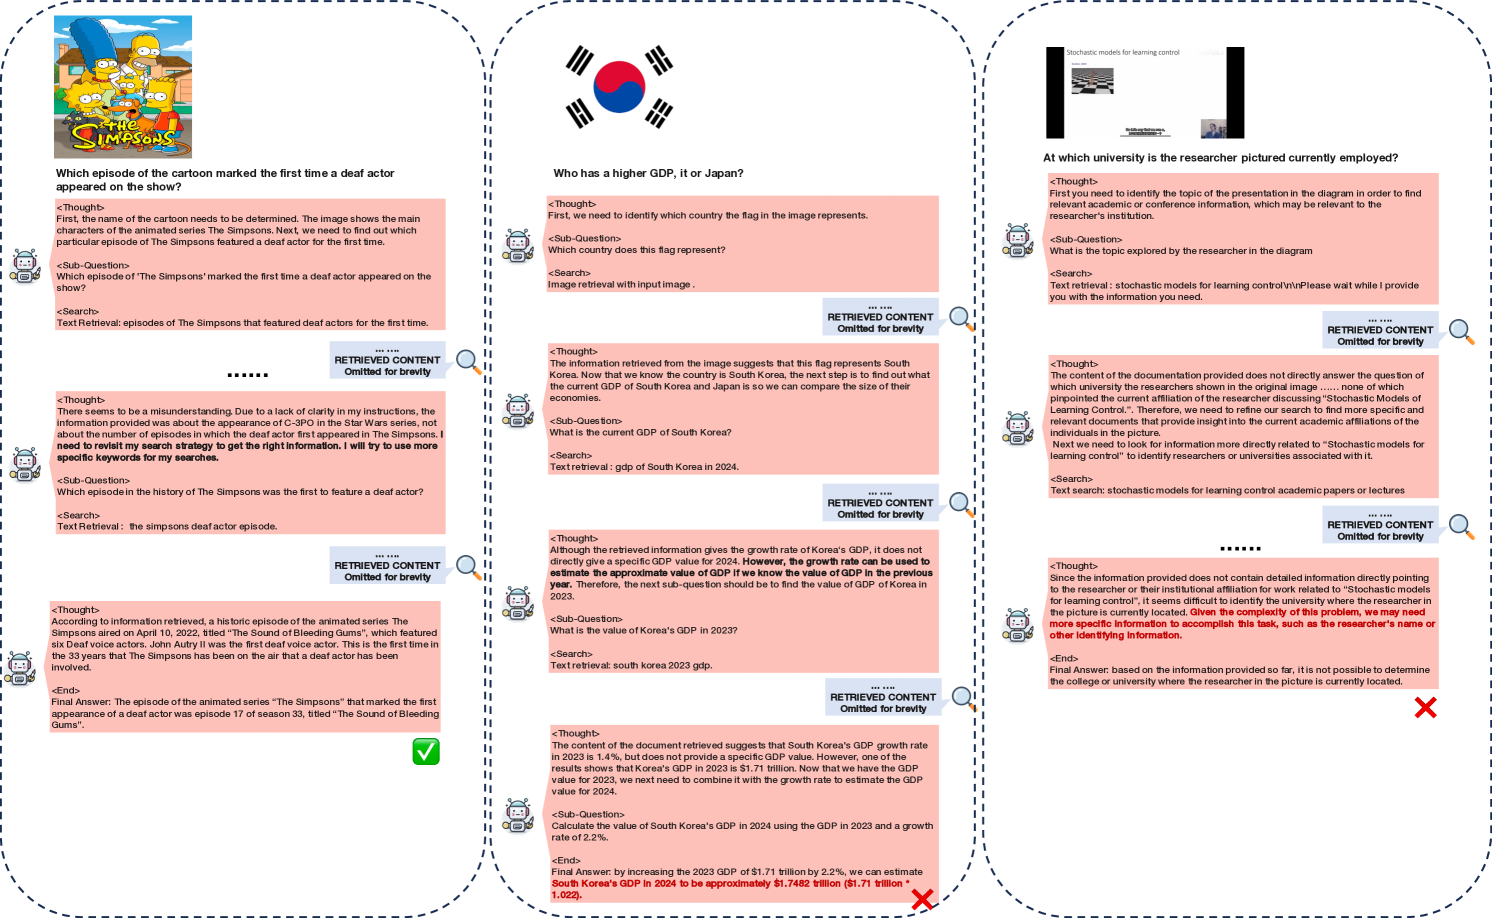 THE
SIMPSONS
Which episode of the cartoon marked the first time a deaf actor
appeared on the show?
<Thought>
First, the name of the cartoon needs to be determined. The image shows the main
characters of the animated series The Simpsons. Next, we need to find out which
particular episode of The Simpsons featured a deaf actor for the first time.
<Sub-Question>
Which episode of 'The Simpsons' marked the first time a deaf actor appeared on the
show?
<Search>
Text Retrieval: episodes of The Simpsons that featured deaf actors for the first time.
... ....
RETRIEVED CONTENT
Omitted for brevity
......
<Thought>
There seems to be a misunderstanding. Due to a lack of clarity in my instructions, the
information provided was about the appearance of C-3PO in the Star Wars series, not
about the number of episodes in which the deaf actor first appeared in The Simpsons. I
need to revisit my search strategy to get the right information. I will try to use more
specific keywords for my searches.
<Sub-Question>
Which episode in the history of The Simpsons was the first to feature a deaf actor?
<Search>
Text Retrieval : the simpsons deaf actor episode.
... ....
RETRIEVED CONTENT
Omitted for brevity
<Thought>
According to information retrieved, a historic episode of the animated series The
Simpsons aired on April 10, 2022, titled “The Sound of Bleeding Gums”, which featured
six Deaf voice actors. John Autry II was the first deaf voice actor. This is the first time in
the 33 years that The Simpsons has been on the air that a deaf actor has been
involved.
<End>
Final Answer: The episode of the animated series “The Simpsons” that marked the first
appearance of a deaf actor was episode 17 of season 33, titled “The Sound of Bleeding
Gums”.
Who has a higher GDP, it or Japan?
<Thought>
First, we need to identify which country the flag in the image represents.
<Sub-Question>
Which country does this flag represent?
<Search>
Image retrieval with input image .
... ....
RETRIEVED CONTENT
Omitted for brevity
<Thought>
The information retrieved from the image suggests that this flag represents South
Korea. Now that we know the country is South Korea, the next step is to find out what
the current GDP of South Korea and Japan is so we can compare the size of their
economies.
<Sub-Question>
What is the current GDP of South Korea?
<Search>
Text retrieval : gdp of South Korea in 2024.
... ....
RETRIEVED CONTENT
Omitted for brevity
<Thought>
Although the retrieved information gives the growth rate of Korea's GDP, it does not
directly give a specific GDP value for 2024. However, the growth rate can be used to
estimate the approximate value of GDP if we know the value of GDP in the previous
year. Therefore, the next sub-question should be to find the value of GDP of Korea in
2023.
<Sub-Question>
What is the value of Korea's GDP in 2023?
<Search>
Text retrieval: south korea 2023 gdp.
... ....
RETRIEVED CONTENT
Omitted for brevity
<Thought>
The content of the document retrieved suggests that South Korea's GDP growth rate
in 2023 is 1.4%, but does not provide a specific GDP value. However, one of the
results shows that Korea's GDP in 2023 is $1.71 trillion. Now that we have the GDP
value for 2023, we next need to combine it with the growth rate to estimate the GDP
value for 2024.
<Sub-Question>
Calculate the value of South Korea's GDP in 2024 using the GDP in 2023 and a growth
rate of 2.2%.
<End>
Final Answer: by increasing the 2023 GDP of $1.71 trillion by 2.2%, we can estimate
South Korea's GDP in 2024 to be approximately $1.7482 trillion ($1.71 trillion *
1.022).
Stochastic models for learning control
At which university is the researcher pictured currently employed?
<Thought>
First you need to identify the topic of the presentation in the diagram in order to find
relevant academic or conference information, which may be relevant to the
researcher's institution.
<Sub-Question>
What is the topic explored by the researcher in the diagram
<Search>
Text retrieval : stochastic models for learning control\n\nPlease wait while I provide
you with the information you need.
... ....
RETRIEVED CONTENT
Omitted for brevity
<Thought>
The content of the documentation provided does not directly answer the question of
which university the researchers shown in the original image ...... none of which
pinpointed the current affiliation of the researcher discussing “Stochastic Models of
Learning Control.”. Therefore, we need to refine our search to find more specific and
relevant documents that provide insight into the current academic affiliations of the
individuals in the picture.
Next we need to look for information more directly related to “Stochastic models for
learning control” to identify researchers or universities associated with it.
<Search>
Text search: stochastic models for learning control academic papers or lectures
... ....
RETRIEVED CONTENT
Omitted for brevity
......
<Thought>
Since the information provided does not contain detailed information directly pointing
to the researcher or their institutional affiliation for work related to “Stochastic models
for learning control”, it seems difficult to identify the university where the researcher in
the picture is currently located. Given the complexity of this problem, we may need
more specific information to accomplish this task, such as the researcher's name or
other identifying information.
<End>
Final Answer: based on the information provided so far, it is not possible to determine
the college or university where the researcher in the picture is currently located.